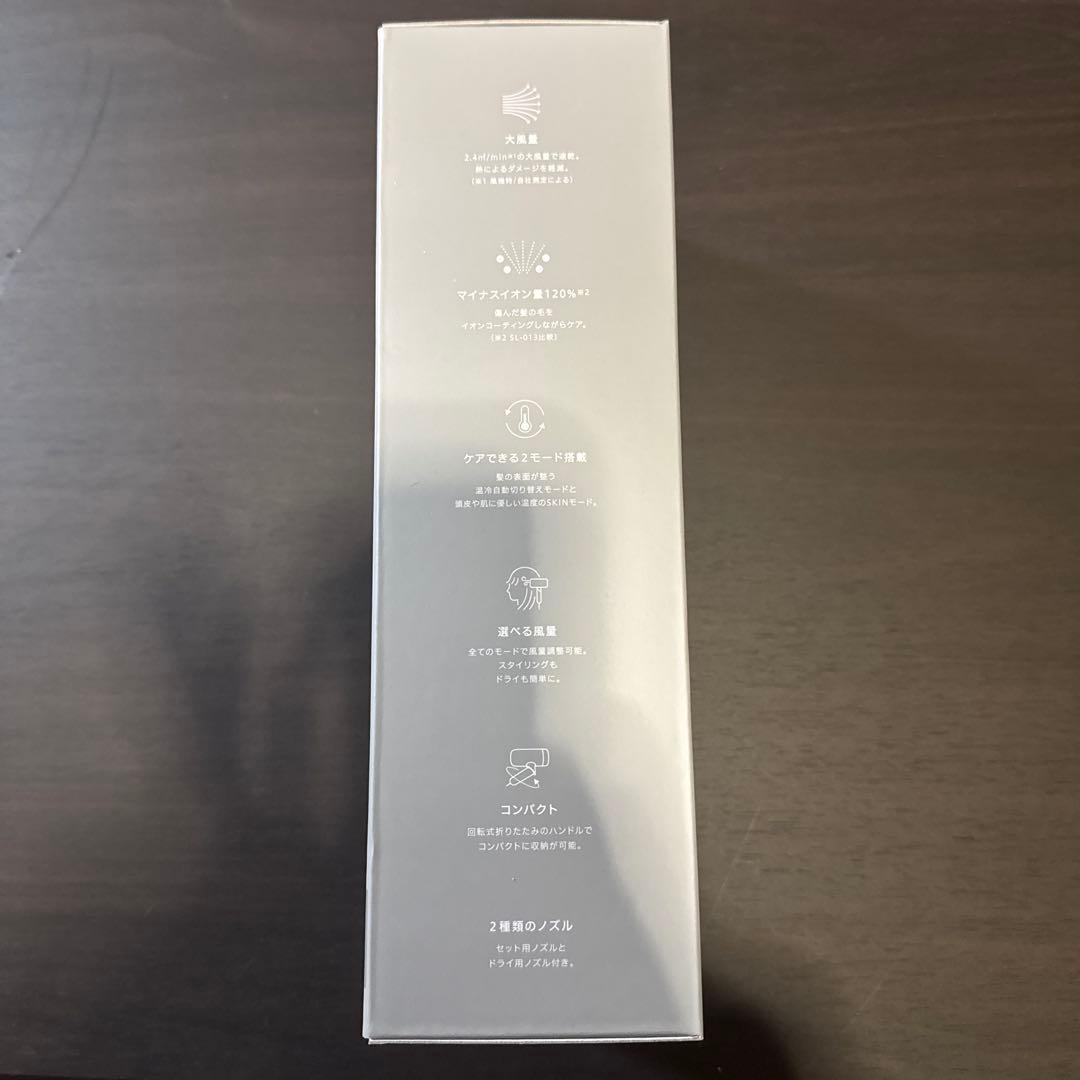 大風量
2.4㎥/min※1の大風量で速乾。
熱によるダメージを軽減。
(※1 風機時/自社測定による)
マイナスイオン量120%※2
傷んだ髪の毛を
イオンコーティングしながらケア。
(※2 SL-013比較)
ケアできる2モード搭載
髪の表面が整う
温冷自動切り替えモードと
頭皮や肌に優しい温度のSKINモード。
選べる風量
全てのモードで風量調整可能。
スタイリングも
ドライも簡単に。
コンパクト
回転式折りたたみのハンドルで
コンパクトに収納が可能。
2種類のノズル
セット用ノズルと
ドライ用ノズル付き。